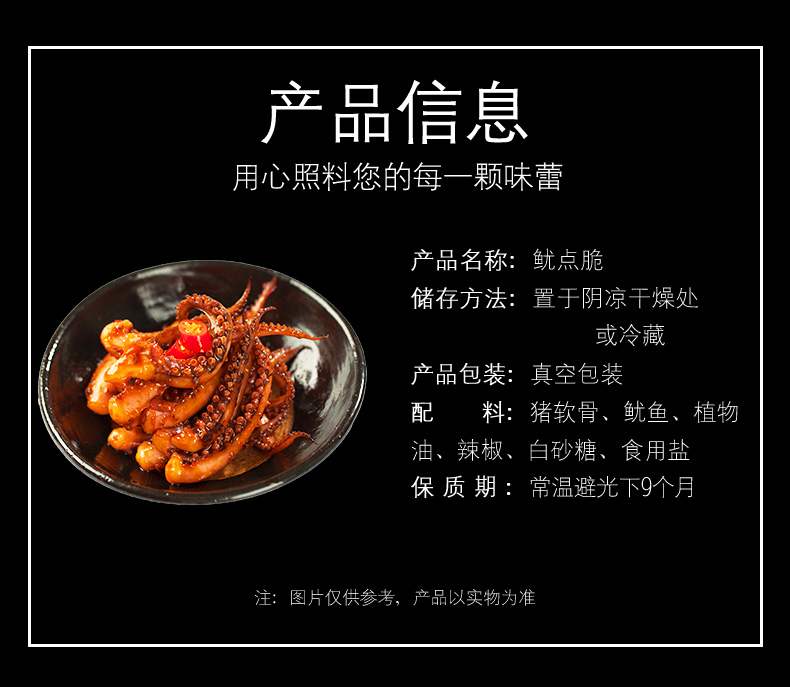 产品信息
用心照料您的每一颗味蕾
产品名称: 鱿点脆
储存方法: 置于阴凉干燥处
或冷藏
产品包装: 真空包装
配 料: 猪软骨、鱿鱼、植物
油、辣椒、白砂糖、食用盐
保 质 期 : 常温避光下9个月
注: 图片仅供参考, 产品以实物为准